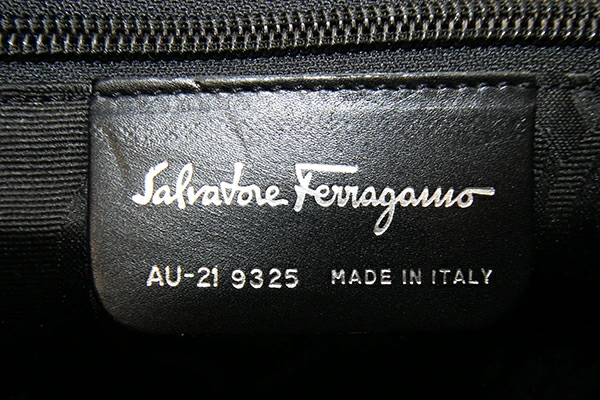 Salvatore Ferragamo
AU-21 9325 MADE IN ITALY